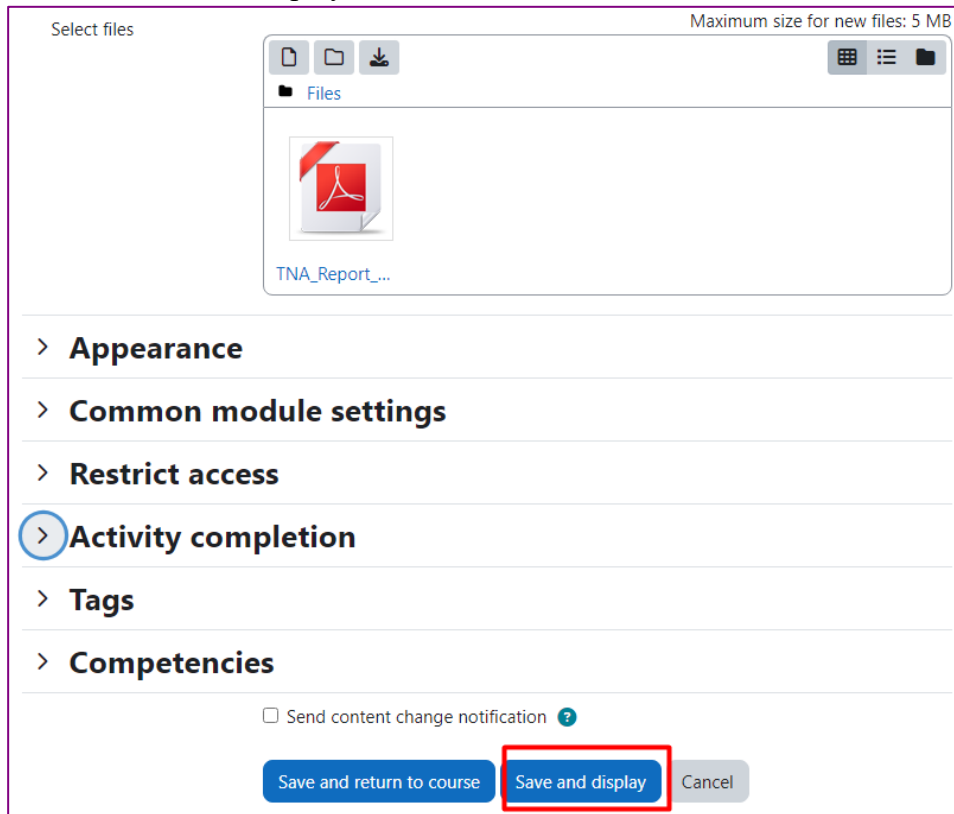 Select files
Maximum size for new files: 5 MB
Files
TNA_Report_...
Appearance
Common module settings
Restrict access
Activity completion
Tags
Competencies
Send content change notification
Save and return to course Save and display Cancel